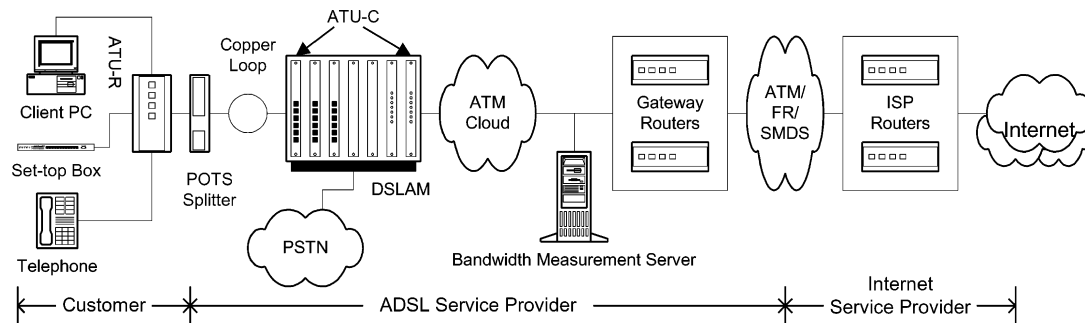 ATU-C
Copper
Loop
ATU-R
Client PC
Set-top Box
Telephone
POTS
Splitter
DSLAM
PSTN
ATM
Cloud
Bandwidth Measurement Server
Gateway
Routers
ATM/
FR/
SMDS
ISP
Routers
Internet
Customer
ADSL Service Provider
Internet
Service Provider